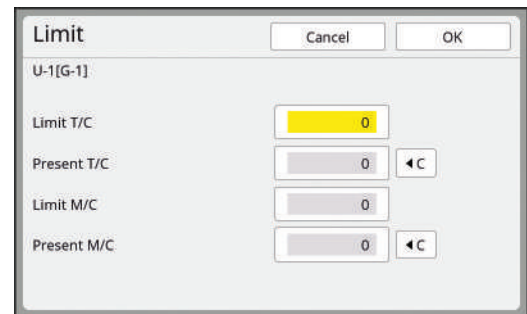 Limit Cancel OK
U-1[G-1]
Limit T/C 0
Present T/C 0 ◀C
Limit M/C 0
Present M/C 0 ◀C